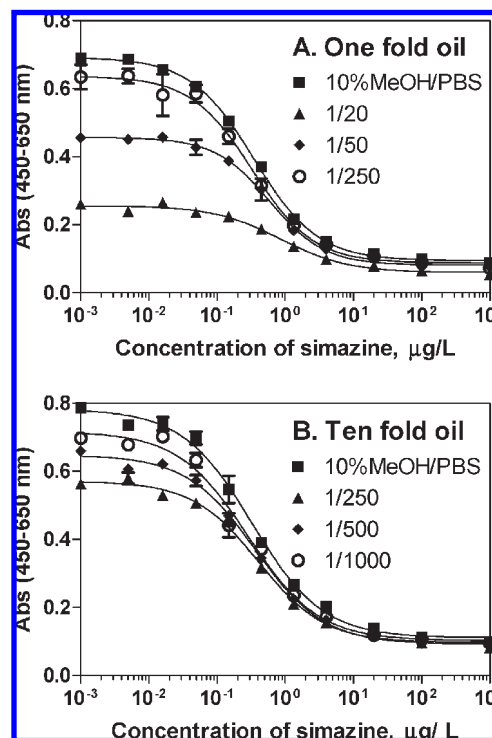 0.8
A. One fold oil
10%MeOH/PBS
1/20
1/50
1/250
0.6
0.4
0.2
0.0
Abs (450-650 nm)
10-3 10-2 10-1 100 101 102 10
Concentration of simazine, µg/L
0.8
B. Ten fold oil
10%MeOH/PBS
1/250
1/500
1/1000
0.6
0.4
0.2
0.0
Abs (450-650 nm)
10-3 10-2 10-1 100 101 102 10
Concentration of simazine, µg/ L